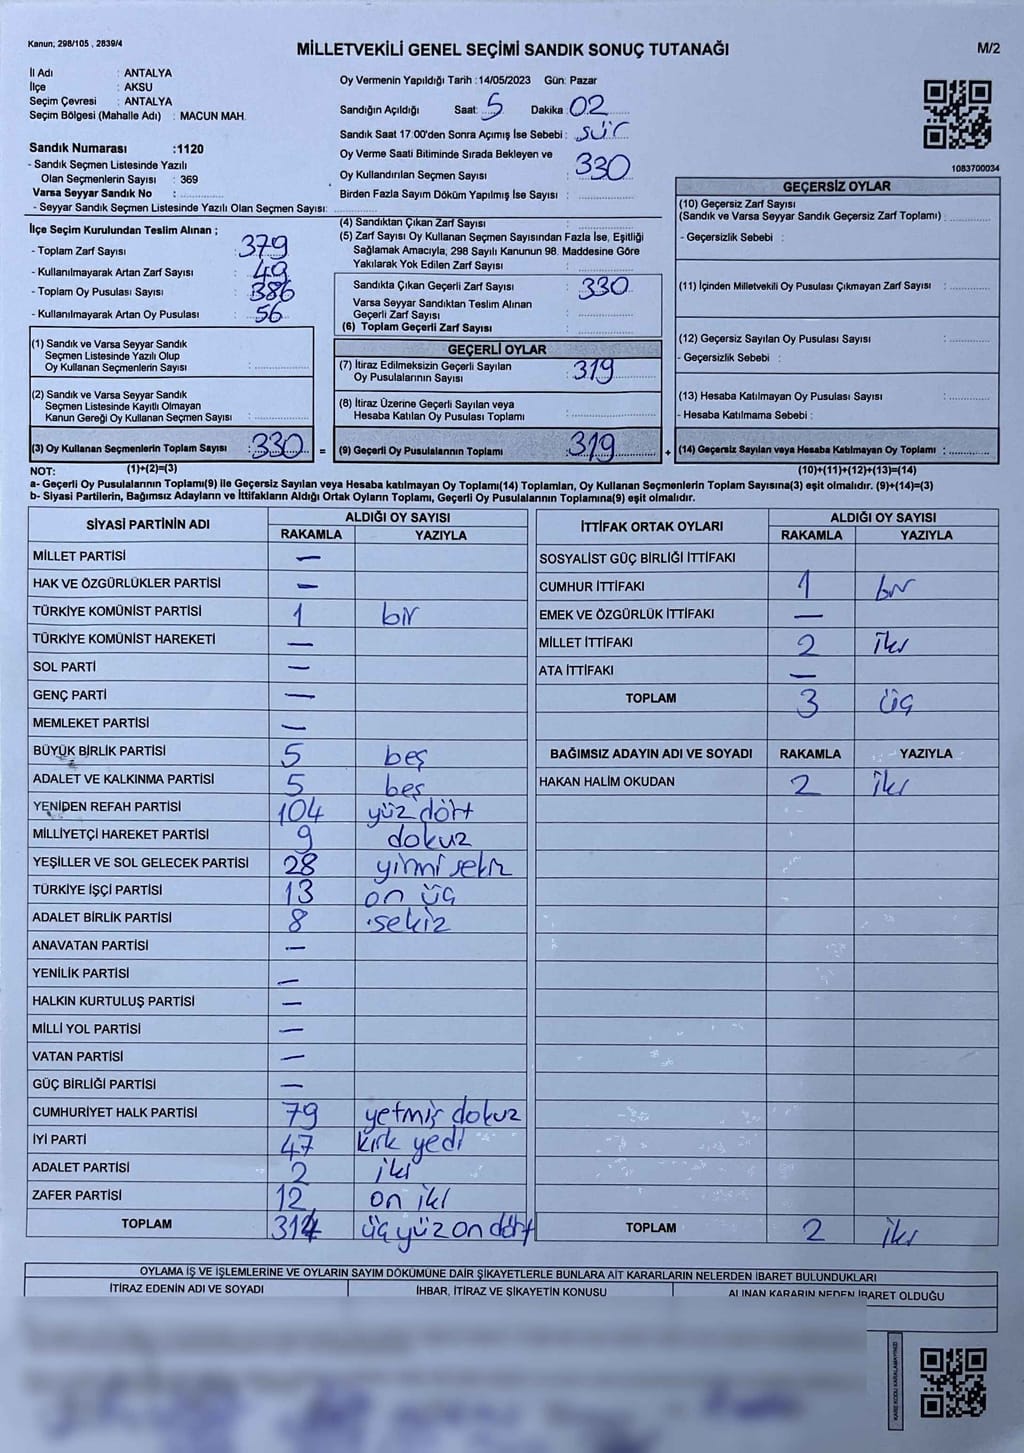 Kanun; 298/105 , 2839/4
MİLLETVEKİLİ GENEL SEÇİMİ SANDIK SONUÇ TUTANAĞI
M/2
İl Adı : ANTALYA
İlçe : AKSU
Seçim Çevresi : ANTALYA
Seçim Bölgesi (Mahalle Adı) : MACUN MAH.
Sandık Numarası :1120
- Sandık Seçmen Listesinde Yazılı
Olan Seçmenlerin Sayısı : 369
Varsa Seyyar Sandık No :
- Seyyar Sandık Seçmen Listesinde Yazılı Olan Seçmen Sayısı:
Oy Vermenin Yapıldığı Tarih :14/05/2023 Gün: Pazar
Sandığın Açıldığı Saat: 5 Dakika : 02
Sandık Saat 17:00'den Sonra Açımış İse Sebebi :
Oy Verme Saati Bitiminde Sırada Bekleyen ve
Oy Kullandırılan Seçmen Sayısı : 330
Birden Fazla Sayım Döküm Yapılmış İse Sayısı :
1083700034
İlçe Seçim Kurulundan Teslim Alınan ;
- Toplam Zarf Sayısı : 379
- Kullanılmayarak Artan Zarf Sayısı : 49
- Toplam Oy Pusulası Sayısı : 386
- Kullanılmayarak Artan Oy Pusulası : 56
(1) Sandık ve Varsa Seyyar Sandık
Seçmen Listesinde Yazılı Olup
Oy Kullanan Seçmenlerin Sayısı :
(2) Sandık ve Varsa Seyyar Sandık
Seçmen Listesinde Kayıtlı Olmayan
Kanun Gereği Oy Kullanan Seçmen Sayısı :
(3) Oy Kullanan Seçmenlerin Toplam Sayısı : 330 =
(4) Sandıktan Çıkan Zarf Sayısı :
(5) Zarf Sayısı Oy Kullanan Seçmen Sayısından Fazla İse, Eşitliği
Sağlamak Amacıyla, 298 Sayılı Kanunun 98. Maddesine Göre
Yakılarak Yok Edilen Zarf Sayısı :
Sandıkta Çıkan Geçerli Zarf Sayısı : 330
Varsa Seyyar Sandıktan Teslim Alınan
Geçerli Zarf Sayısı :
(6) Toplam Geçerli Zarf Sayısı :
GEÇERLİ OYLAR
(7) İtiraz Edilmeksizin Geçerli Sayılan
Oy Pusulalarının Sayısı : 319
(8) İtiraz Üzerine Geçerli Sayılan veya
Hesaba Katılan Oy Pusulası Toplamı :
(9) Geçerli Oy Pusulalarının Toplamı : 319 +
GEÇERSİZ OYLAR
(10) Geçersiz Zarf Sayısı
(Sandık ve Varsa Seyyar Sandık Geçersiz Zarf Toplamı) :
- Geçersizlik Sebebi :
(11) İçinden Milletvekili Oy Pusulası Çıkmayan Zarf Sayısı :
(12) Geçersiz Sayılan Oy Pusulası Sayısı :
- Geçersizlik Sebebi :
(13) Hesaba Katılmayan Oy Pusulası Sayısı :
- Hesaba Katılmama Sebebi :
(14) Geçersiz Sayılan veya Hesaba Katılmayan Oy Toplamı :
NOT: (1)+(2)=(3) (10)+(11)+(12)+(13)=(14)
a- Geçerli Oy Pusulalarının Toplamı(9) ile Geçersiz Sayılan veya Hesaba katılmayan Oy Toplamı(14) Toplamları, Oy Kullanan Seçmenlerin Toplam Sayısına(3) eşit olmalıdır. (9)+(14)=(3)
b- Siyasi Partilerin, Bağımsız Adayların ve İttifakların Aldığı Ortak Oyların Toplamı, Geçerli Oy Pusulalarının Toplamına(9) eşit olmalıdır.
SİYASİ PARTİNİN ADI ALDIĞI OY SAYISI
RAKAMLA YAZIYLA
MİLLET PARTİSİ —
HAK VE ÖZGÜRLÜKLER PARTİSİ —
TÜRKİYE KOMÜNİST PARTİSİ 1 bir
TÜRKİYE KOMÜNİST HAREKETİ —
SOL PARTİ —
GENÇ PARTİ —
MEMLEKET PARTİSİ —
BÜYÜK BİRLİK PARTİSİ 5 beş
ADALET VE KALKINMA PARTİSİ 5 beş
YENİDEN REFAH PARTİSİ 104 yüz dört
MİLLİYETÇİ HAREKET PARTİSİ 9 dokuz
YEŞİLLER VE SOL GELECEK PARTİSİ 28 yirmi sekiz
TÜRKİYE İŞÇİ PARTİSİ 13 on üç
ADALET BİRLİK PARTİSİ 8 sekiz
ANAVATAN PARTİSİ —
YENİLİK PARTİSİ —
HALKIN KURTULUŞ PARTİSİ —
MİLLİ YOL PARTİSİ —
VATAN PARTİSİ —
GÜÇ BİRLİĞİ PARTİSİ —
CUMHURİYET HALK PARTİSİ 79 yetmiş dokuz
İYİ PARTİ 47 kırk yedi
ADALET PARTİSİ 2 iki
ZAFER PARTİSİ 12 on iki
TOPLAM 314 üç yüz on dört
İTTİFAK ORTAK OYLARI ALDIĞI OY SAYISI
RAKAMLA YAZIYLA
SOSYALİST GÜÇ BİRLİĞİ İTTİFAKI
CUMHUR İTTİFAKI 1 bir
EMEK VE ÖZGÜRLÜK İTTİFAKI —
MİLLET İTTİFAKI 2 iki
ATA İTTİFAKI —
TOPLAM 3 üç
BAĞIMSIZ ADAYIN ADI VE SOYADI RAKAMLA YAZIYLA
HAKAN HALİM OKUDAN 2 iki
TOPLAM 2 iki
OYLAMA İŞ VE İŞLEMLERİNE VE OYLARIN SAYIM DÖKÜMÜNE DAİR ŞİKAYETLERLE BUNLARA AİT KARARLARIN NELERDEN İBARET BULUNDUKLARI
İTİRAZ EDENİN ADI VE SOYADI
İHBAR, İTİRAZ VE ŞİKAYETİN KONUSU
ALINAN KARARIN NEDEN İBARET OLDUĞU
KARE KODU KARALAMAYINIZ!